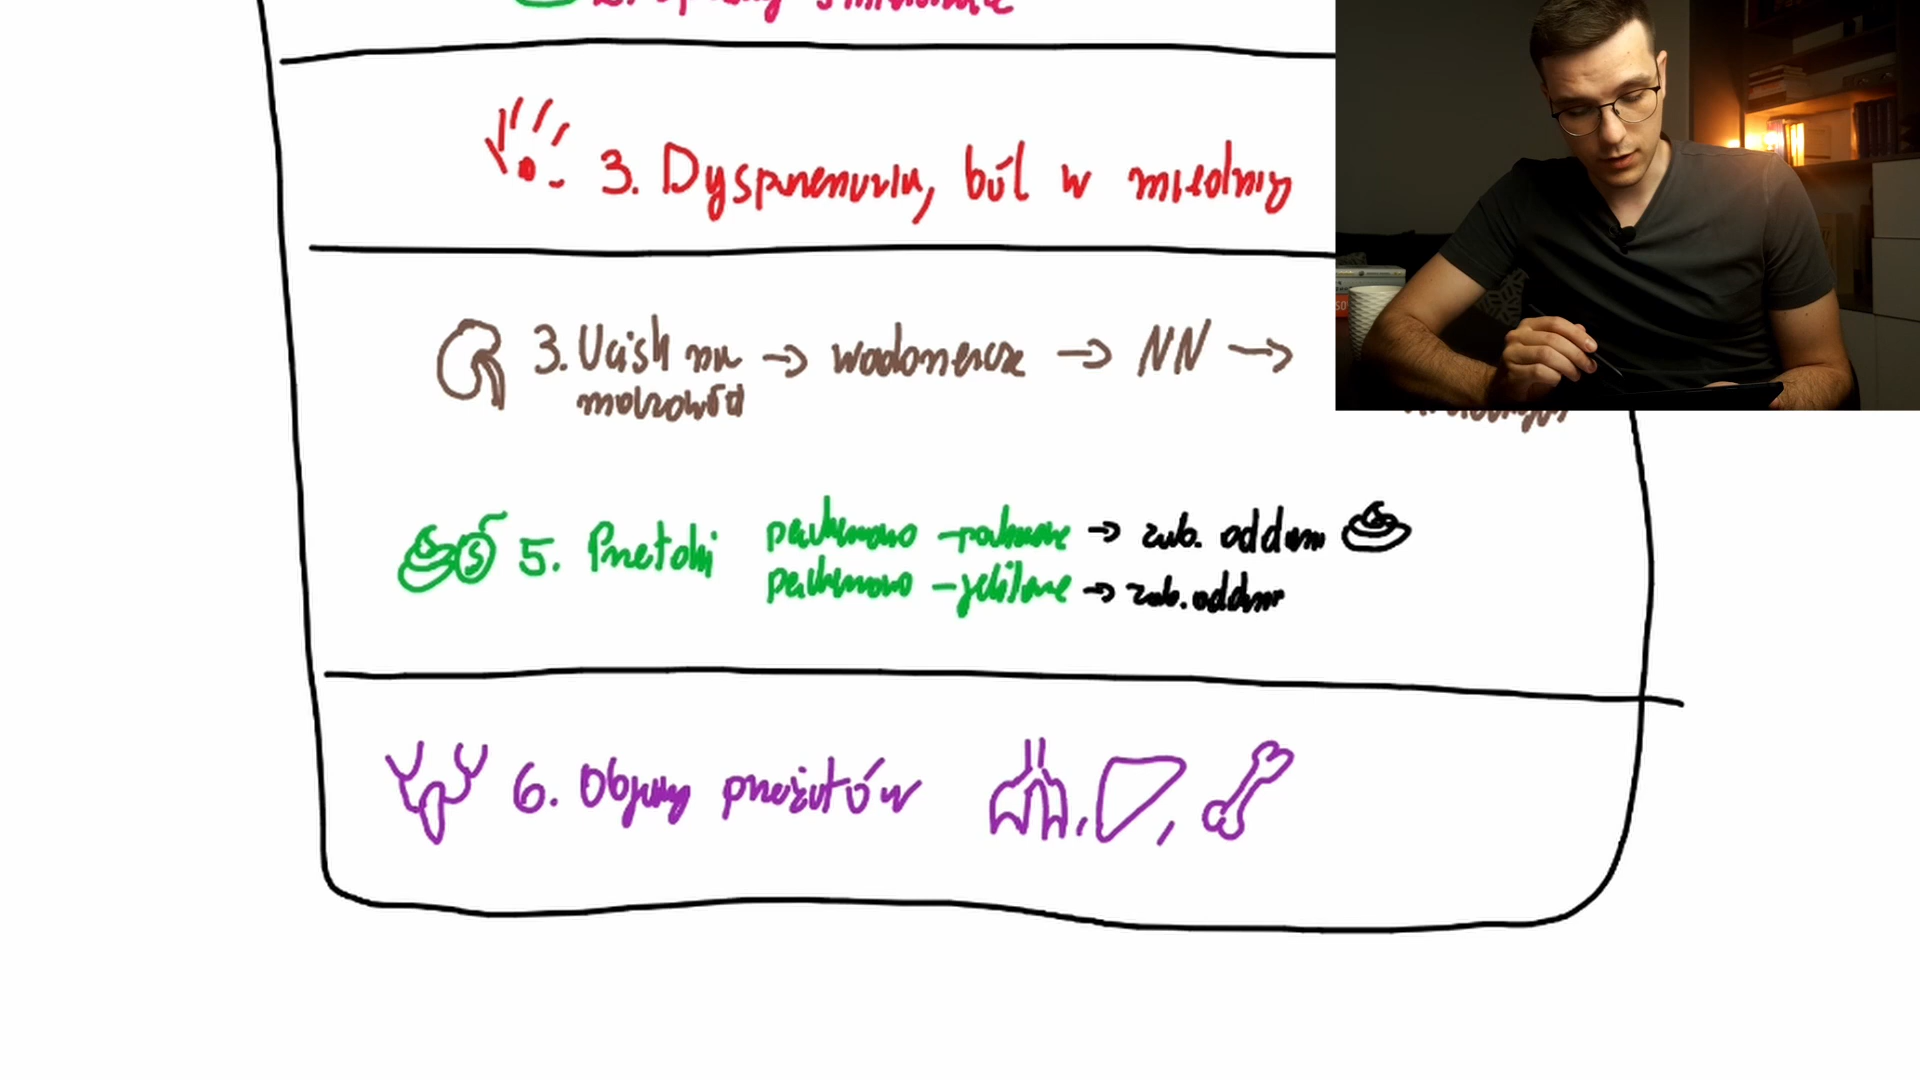 3. Dyspareunia, ból w miednicy
3. Ucisk na → wodonercze → NN →
moczowód
5. Przetoki
pęcherzowo - pochwowe → zab. oddaw
pęcherzowo - jelitowe → zab. oddaw
6. Objawy przerzutów